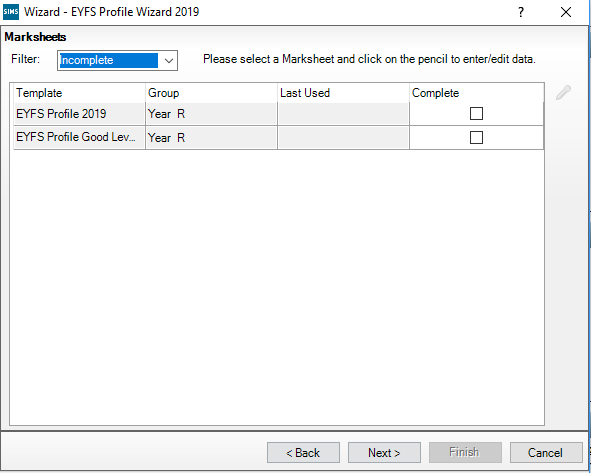 SIMS Wizard - EYFS Profile Wizard 2019 ?
Marksheets
Filter: Incomplete Please select a Marksheet and click on the pencil to enter/edit data.
Template Group Last Used Complete
EYFS Profile 2019 Year R
EYFS Profile Good Lev... Year R
< Back Next > Finish Cancel